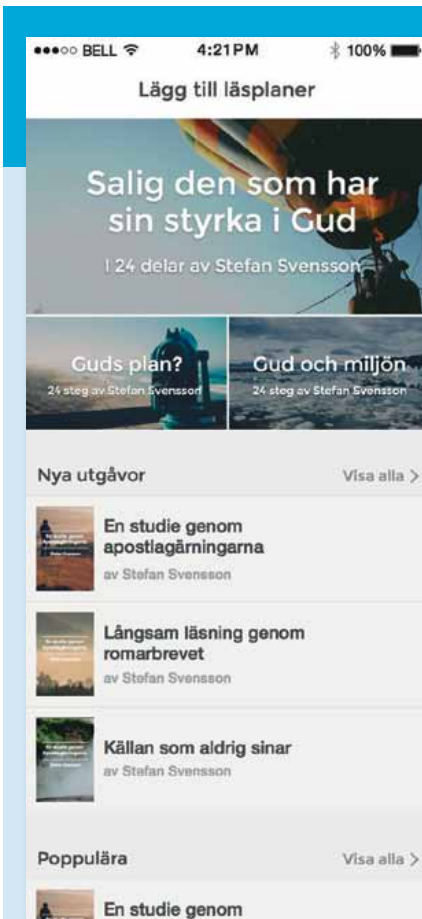 BELL 4:21PM 100%
Lägg till läsplaner
Salig den som har
sin styrka i Gud
I 24 delar av Stefan Svensson
Guds plan?
24 steg av Stefan Svensson
Gud och miljön
24 steg av Stefan Svensson
Nya utgåvor
Visa alla >
En studie genom
apostlagärningarna
av Stefan Svensson
Långsam läsning genom
romarbrevet
av Stefan Svensson
Källan som aldrig sinar
av Stefan Svensson
Poppulära
Visa alla >
En studie genom